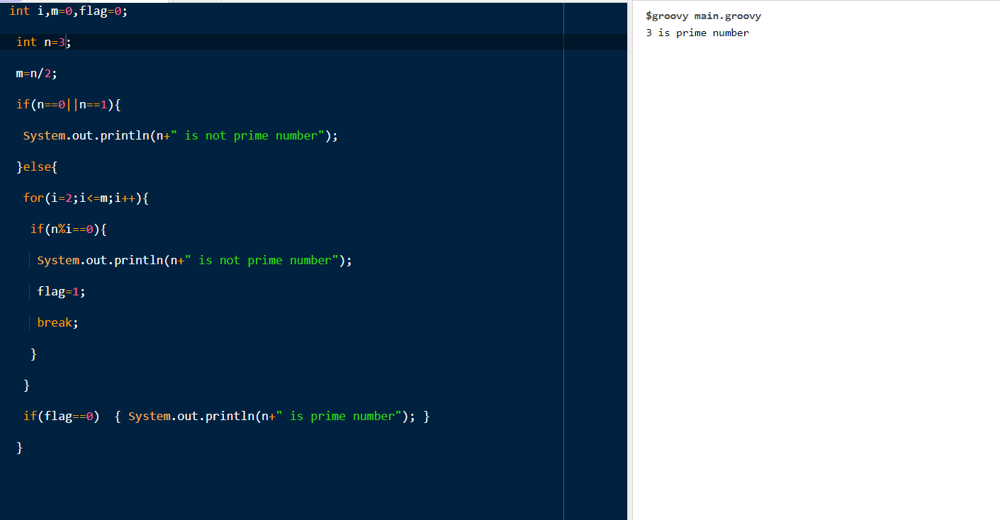 int i,m=0,flag=0;
int n=3;
m=n/2;
if(n==0||n==1){
System.out.println(n+" is not prime number");
}else{
for(i=2;i<=m;i++){
if(n%i==0){
System.out.println(n+" is not prime number");
flag=1;
break;
}
}
if(flag==0)  { System.out.println(n+" is prime number"); }
}
$groovy main.groovy
3 is prime number